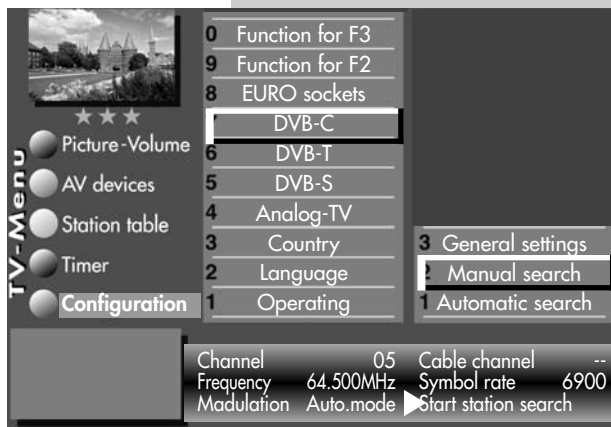 TV-Menu
Picture-Volume
AV devices
Station table
Timer
Configuration
0 Function for F3
9 Function for F2
8 EURO sockets
DVB-C
6 DVB-T
5 DVB-S
4 Analog-TV
3 Country
2 Language
1 Operating
3 General settings
2 Manual search
1 Automatic search
Channel 05 Cable channel --
Frequency 64.500MHz Symbol rate 6900
Madulation Auto.mode Start station search